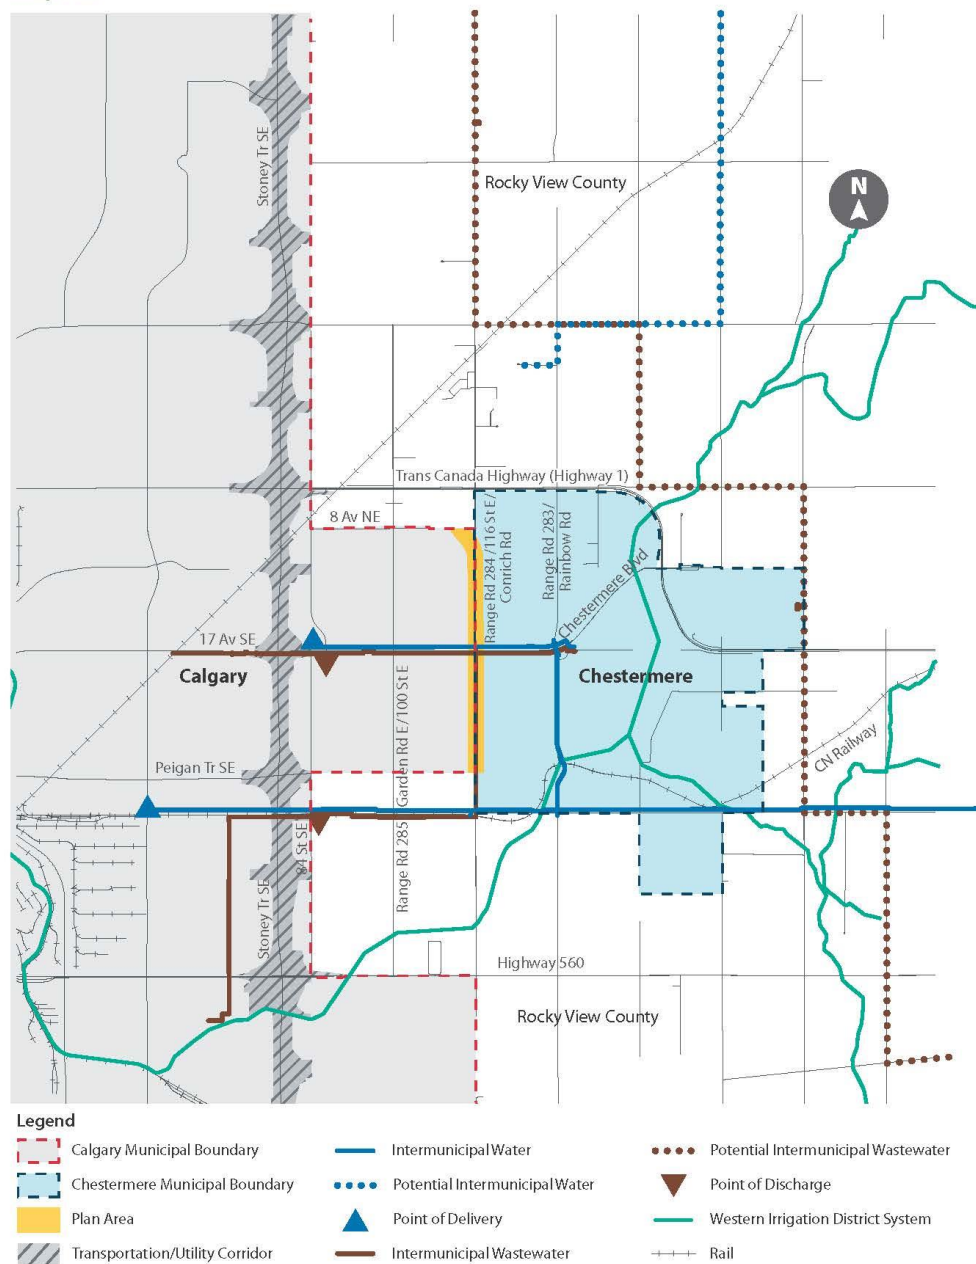 Stoney Tr SE
Rocky View County
N
Trans Canada Highway (Highway 1)
8 Av NE
Range Rd 284 /116 St E/
Conrich Rd
Range Rd 283/
Rainbow Rd
Chestermere Blvd
17 Av SE
Calgary
Chestermere
Range Rd 285 Garden Rd E/100 St E
Peigan Tr SE
CN Railway
84 St SE
Stoney Tr SE
Highway 560
Rocky View County
Legend
Calgary Municipal Boundary
Intermunicipal Water
Potential Intermunicipal Wastewater
Chestermere Municipal Boundary
Potential Intermunicipal Water
Point of Discharge
Plan Area
Point of Delivery
Western Irrigation District System
Transportation/Utility Corridor
Intermunicipal Wastewater
Rail